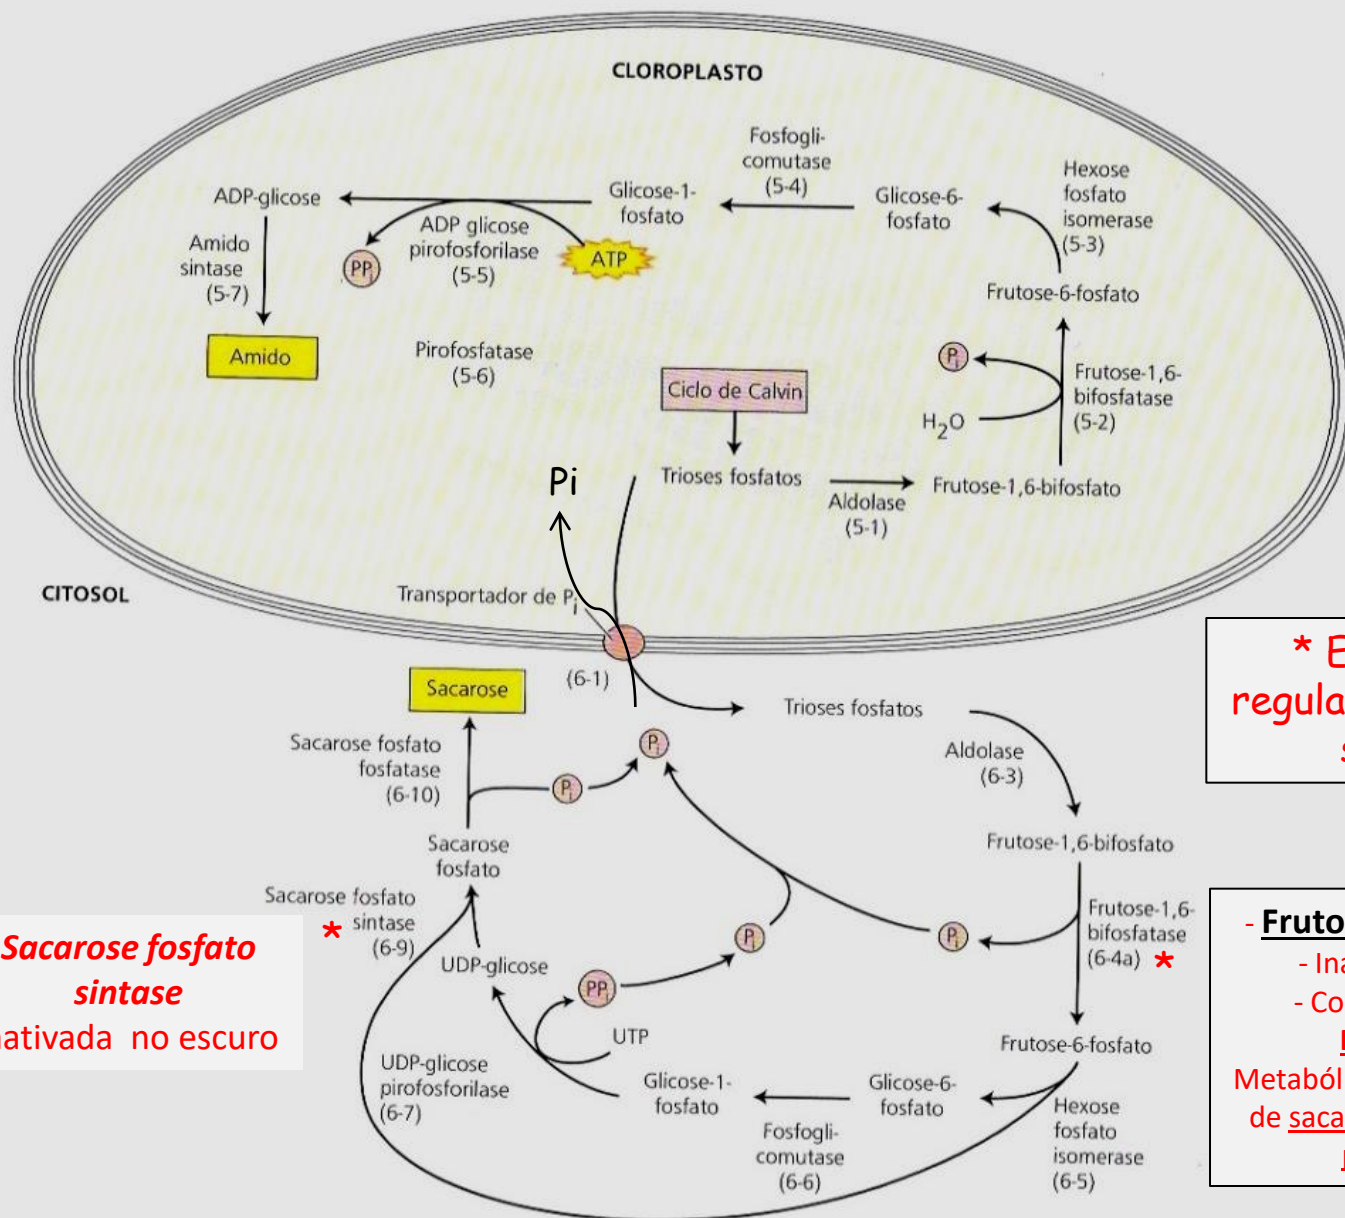 CLOROPLASTO
Fosfogli-
comutase
(5-4)
Hexose
fosfato
isomerase
(5-3)
ADP-glicose
Glicose-1-
fosfato
Glicose-6-
fosfato
Amido
sintase
(5-7)
ADP glicose
pirofosforilase
(5-5)
PPi
ATP
Frutose-6-fosfato
Amido
Pirofosfatase
(5-6)
Pi
Ciclo de Calvin
Frutose-1,6-
bifosfatase
(5-2)
H2O
Pi
Trioses fosfatos
Aldolase
(5-1)
Frutose-1,6-bifosfato
CITOSOL
Transportador de Pi
(6-1)
Sacarose
Trioses fosfatos
*
regula
Sacarose fosfato
fosfatase
(6-10)
Pi
Pi
Aldolase
(6-3)
Sacarose
fosfato
Frutose-1,6-bifosfato
Sacarose fosfato
* sintase
(6-9)
Sacarose fosfato
sintase
no escuro
UDP-glicose
PPi
Pi
Pi
Frutose-1,6-
bifosfatase
(6-4a) *
-
- 
- 
de
UTP
Frutose-6-fosfato
UDP-glicose
pirofosforilase
(6-7)
Glicose-1-
fosfato
Glicose-6-
fosfato
Fosfogli-
comutase
(6-6)
Hexose
fosfato
isomerase
(6-5)